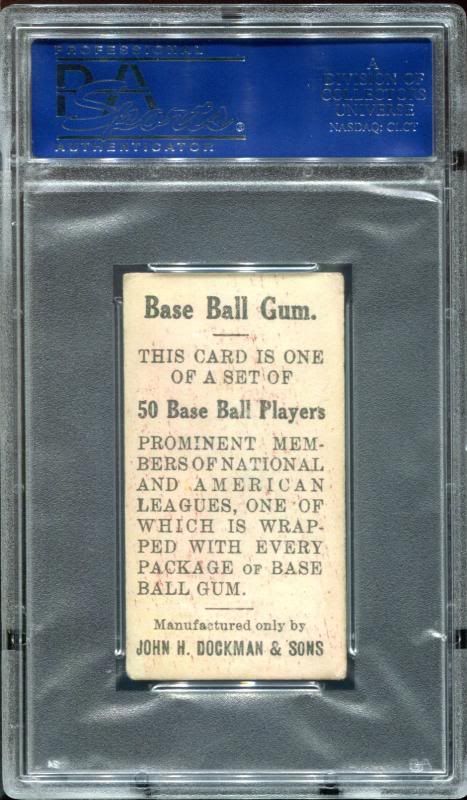 PROFESSIONAL
PSA
Sports®
AUTHENTICATOR
A
DIVISION OF
COLLECTORS
UNIVERSE
NASDAQ: CLCT
Base Ball Gum.
THIS CARD IS ONE
OF A SET OF
50 Base Ball Players
PROMINENT MEM-
BERS OF NATIONAL
AND AMERICAN
LEAGUES, ONE OF
WHICH IS WRAP-
PED WITH EVERY
PACKAGE OF BASE
BALL GUM.
Manufactured only by
JOHN H. DOCKMAN & SONS